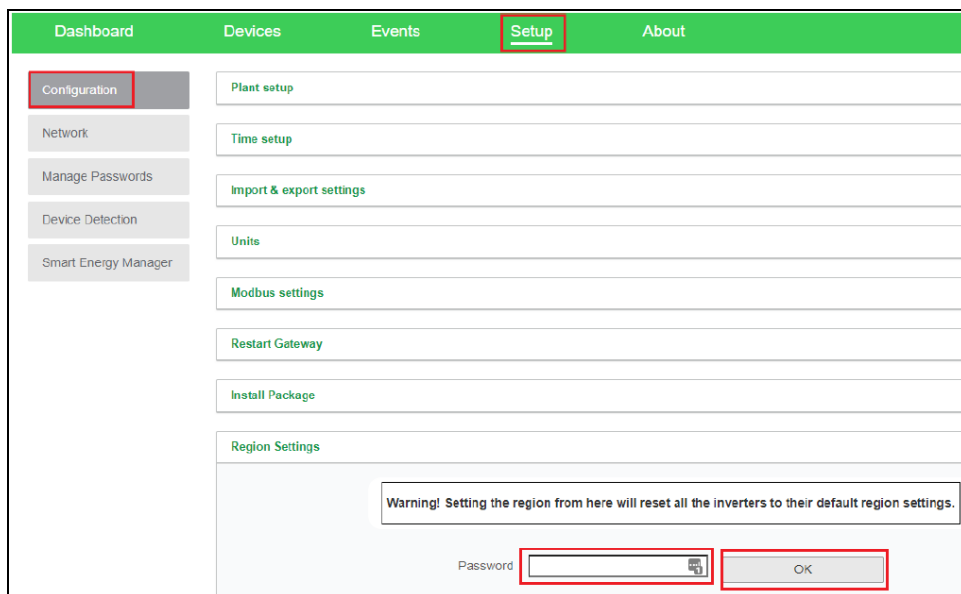 Dashboard Devices Events Setup About
Configuration
Network
Manage Passwords
Device Detection
Smart Energy Manager
Plant setup
Time setup
Import & export settings
Units
Modbus settings
Restart Gateway
Install Package
Region Settings
Warning! Setting the region from here will reset all the inverters to their default region settings.
Password
OK